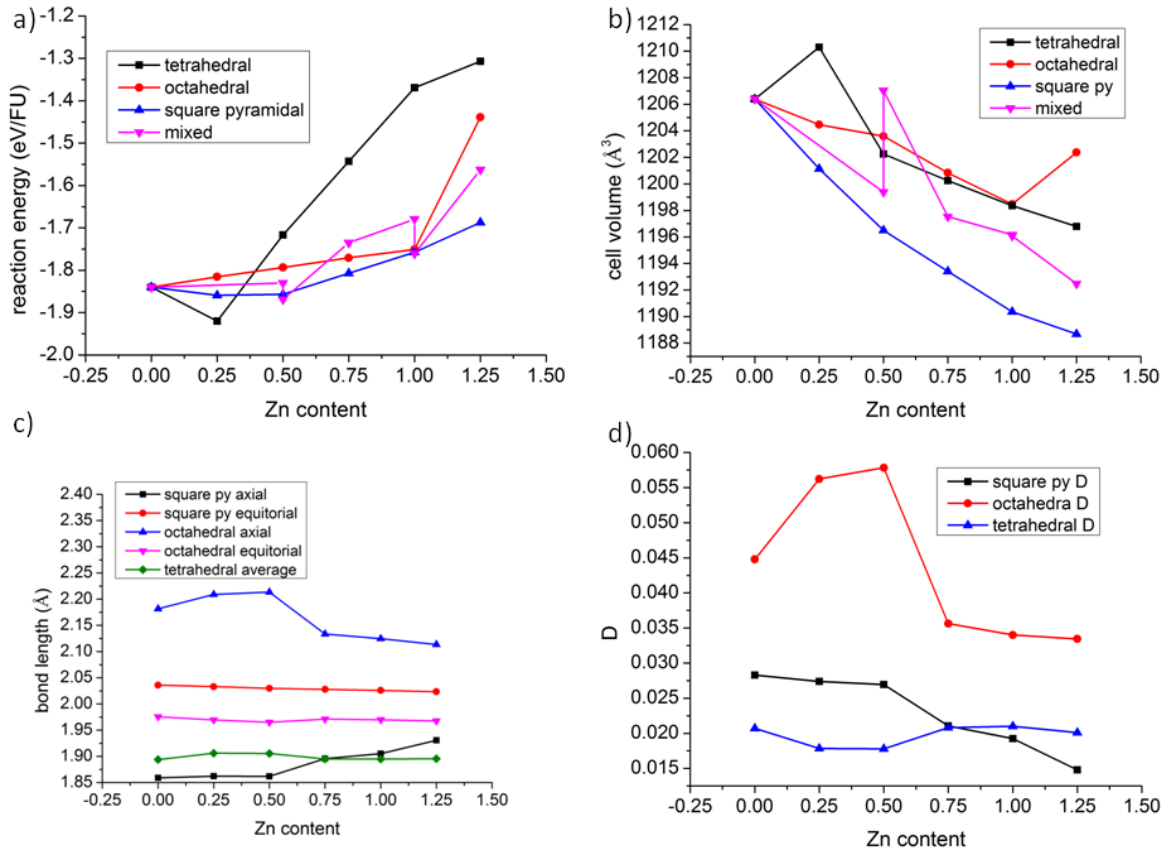 a)
-1.2
-1.3
-1.4
-1.5
-1.6
-1.7
-1.8
-1.9
-2.0
reaction energy (eV/FU)
tetrahedral
octahedral
square pyramidal
mixed
-0.25 0.00 0.25 0.50 0.75 1.00 1.25 1.50
Zn content
b)
1212
1210
1208
1206
1204
1202
1200
1198
1196
1194
1192
1190
1188
cell volume (Å³)
tetrahedral
octahedral
square py
mixed
-0.25 0.00 0.25 0.50 0.75 1.00 1.25 1.50
Zn content
c)
2.40
2.35
2.30
2.25
2.20
2.15
2.10
2.05
2.00
1.95
1.90
1.85
bond length (Å)
square py axial
square py equitorial
octahedral axial
octahedral equitorial
tetrahedral average
-0.25 0.00 0.25 0.50 0.75 1.00 1.25 1.50
Zn content
d)
0.060
0.055
0.050
0.045
0.040
0.035
0.030
0.025
0.020
0.015
D
square py D
octahedra D
tetrahedral D
-0.25 0.00 0.25 0.50 0.75 1.00 1.25 1.50
Zn content